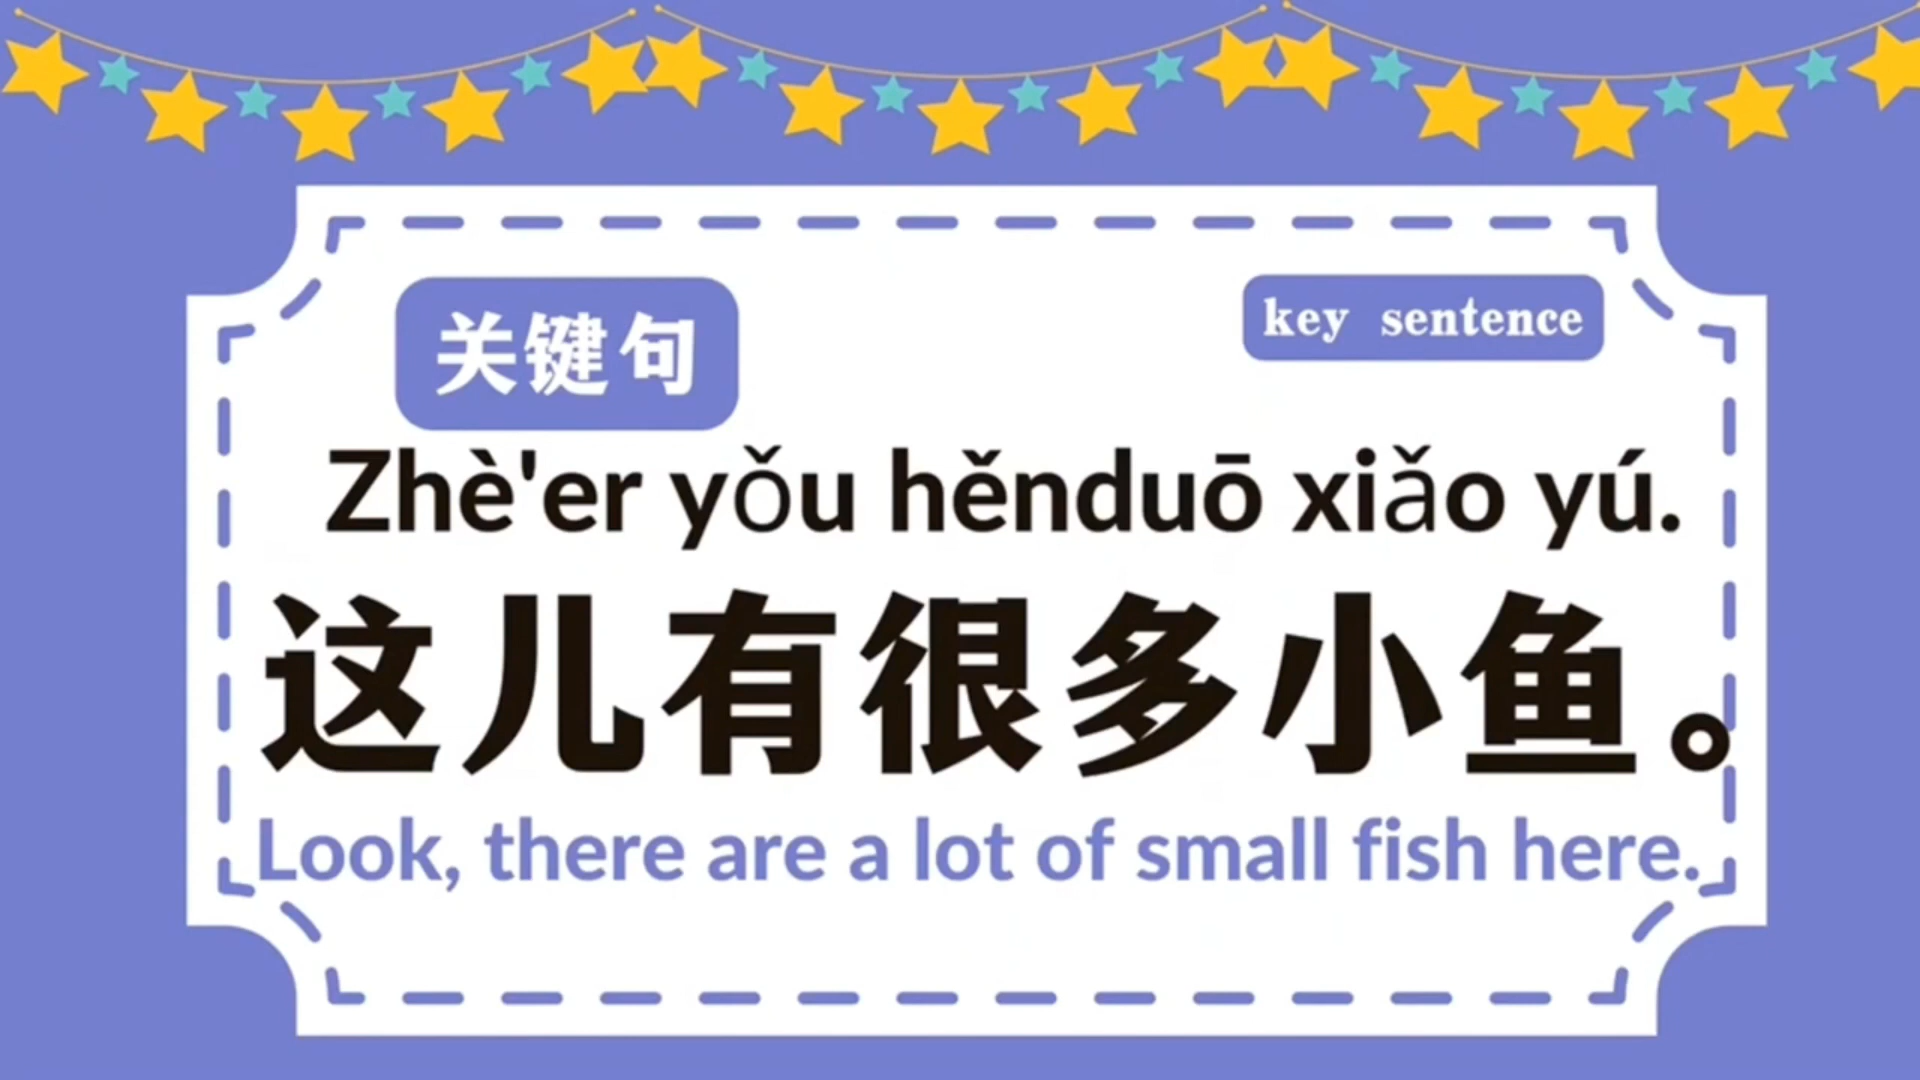 关键句
key sentence
Zhè'er yǒu hěnduō xiǎo yú.
这儿有很多小鱼。
Look, there are a lot of small fish here.